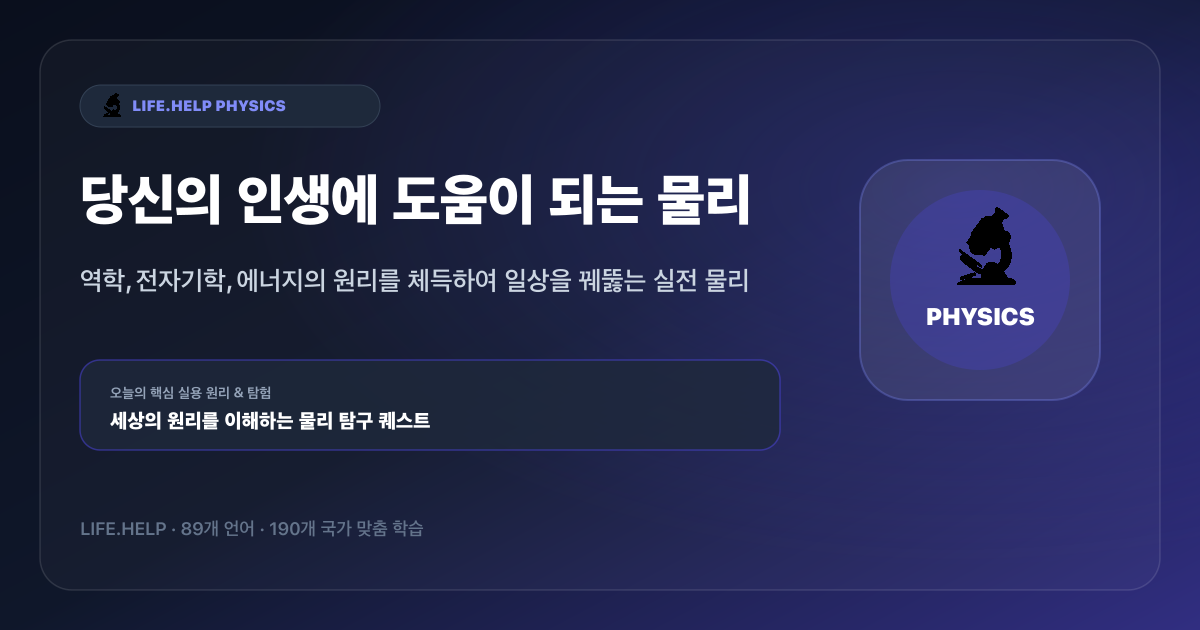 LIFE.HELP PHYSICS
당신의 인생에 도움이 되는 물리
역학, 전자기학, 에너지의 원리를 체득하여 일상을 꿰뚫는 실전 물리
PHYSICS
오늘의 핵심 실용 원리 & 탐험
세상의 원리를 이해하는 물리 탐구 퀘스트
LIFE.HELP · 89개 언어 · 190개 국가 맞춤 학습